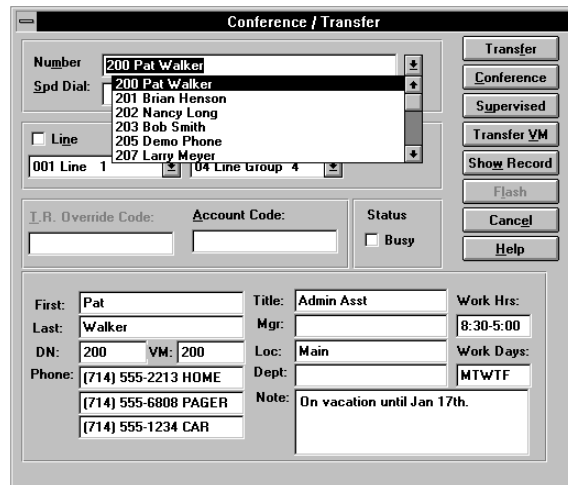 Conference / Transfer
Number
200 Pat Walker
Spd Dial:
200 Pat Walker
201 Brian Henson
202 Nancy Long
203 Bob Smith
205 Demo Phone
207 Larry Meyer
Line
001 Line 1
04 Line Group 4
T.R. Override Code:
Account Code:
Status
Busy
Transfer
Conference
Supervised
Transfer VM
Show Record
Flash
Cancel
Help
First: Pat
Last: Walker
DN: 200 VM: 200
Phone: (714) 555-2213 HOME
(714) 555-6808 PAGER
(714) 555-1234 CAR
Title: Admin Asst
Mgr:
Loc: Main
Dept:
Note: On vacation until Jan 17th.
Work Hrs:
8:30-5:00
Work Days:
MTWTF